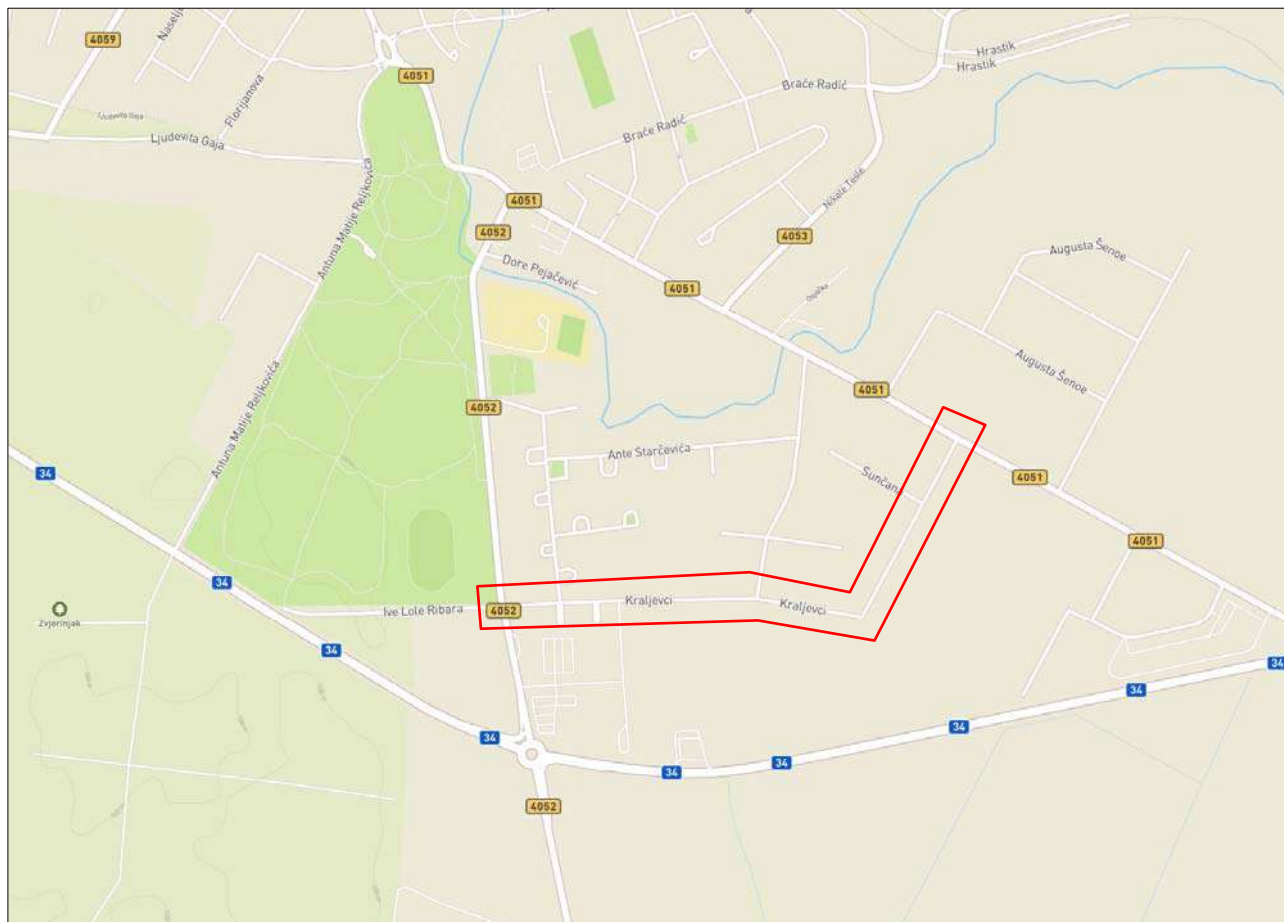 4059
Naselje
4051
Hrastik
Hrastik
Braće Radić
Florijanova
Ljudevita Gaja
Ljudevita Gaja
Braće Radić
Antuna Matije Reljkovića
4051
Nikole Tesle
4052
4053
Augusta Šenoe
Dore Pejačević
4051
Osječka
Augusta Šenoe
Antuna Matije Reljkovića
4051
4052
Ante Starčevića
34
Sunčana
4051
4051
34
Kraljevci
Kraljevci
Ive Lole Ribara
4052
Zvjerinjak
34
34
34
34
34
34
34
4052